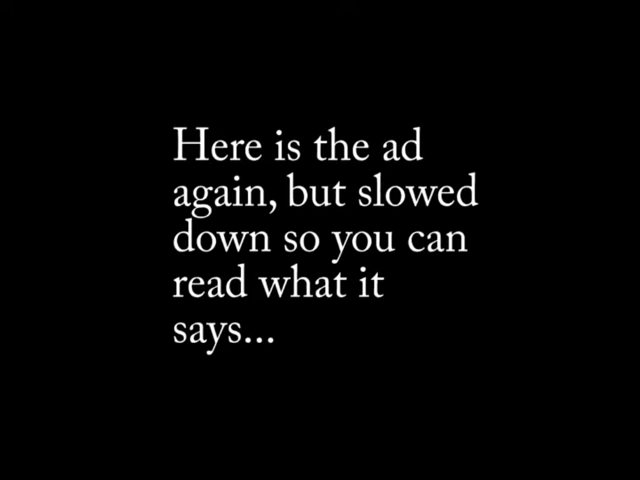 Here is the ad
again, but slowed
down so you can
read what it
says...